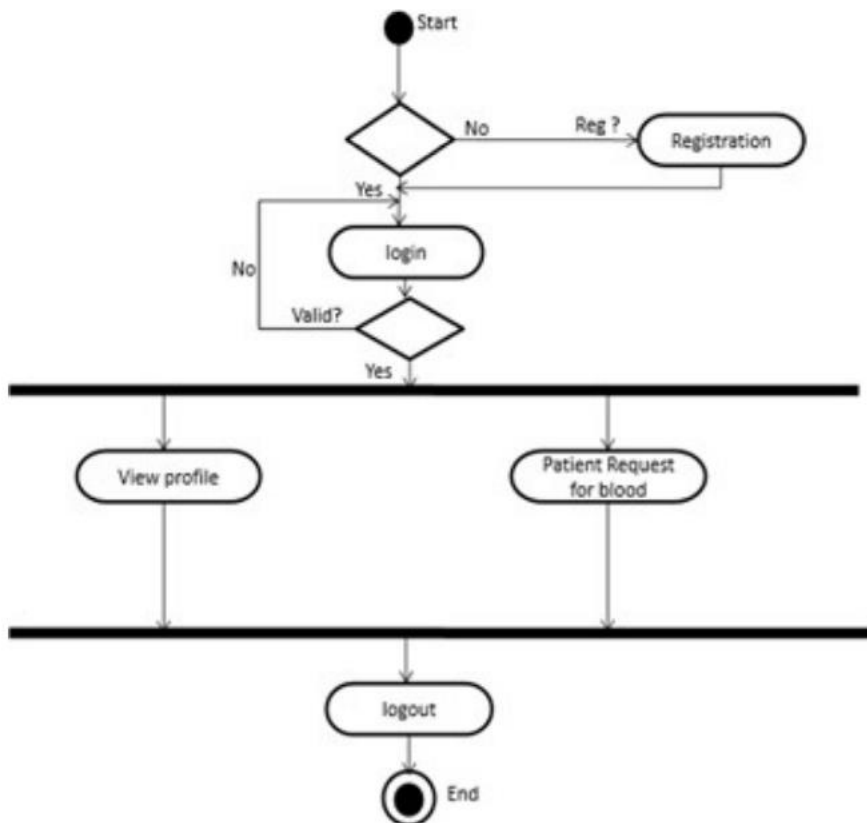 Start
No
Reg ?
Registration
Yes
login
No
Valid?
Yes
View profile
Patient Request
for blood
logout
End